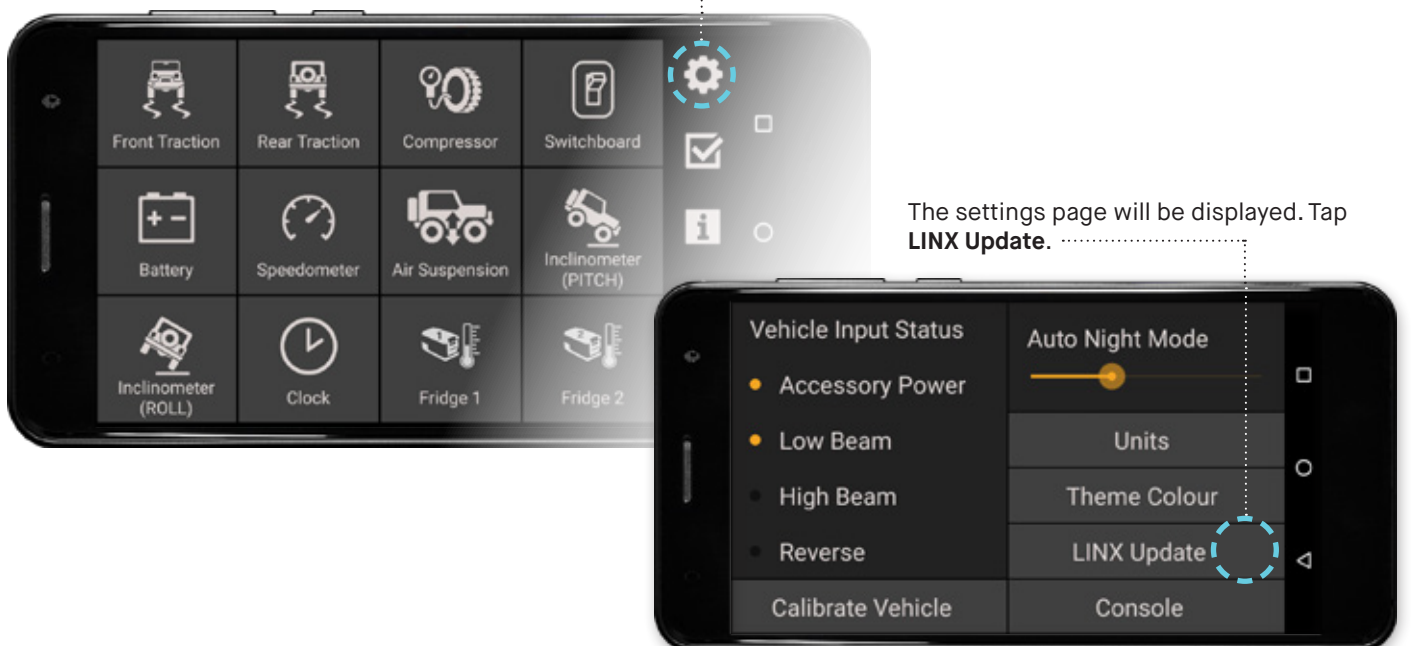 Front Traction
Rear Traction
Compressor
Switchboard
Battery
Speedometer
Air Suspension
Inclinometer
(PITCH)
Inclinometer
(ROLL)
Clock
Fridge 1
Fridge 2
The settings page will be displayed. Tap
LINX Update.
Vehicle Input Status
Accessory Power
Low Beam
High Beam
Reverse
Calibrate Vehicle
Auto Night Mode
Units
Theme Colour
LINX Update
Console